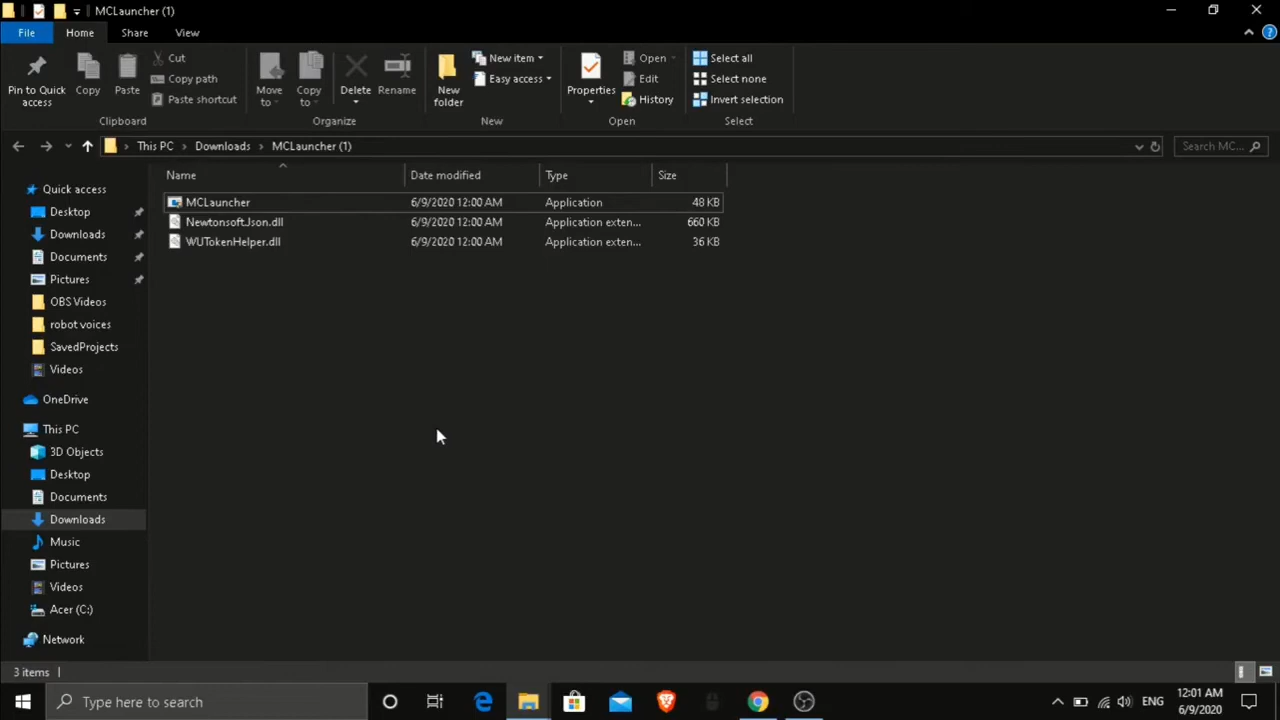 MCLauncher (1)
File Home Share View
Pin to Quick access
Copy
Paste
Cut
Copy path
Paste shortcut
Clipboard
Move to
Copy to
Delete
Rename
Organize
New folder
New item
Easy access
New
Properties
Open
Edit
History
Open
Select all
Select none
Invert selection
Select
This PC > Downloads > MCLauncher (1)
Search MC...
Name Date modified Type Size
MCLauncher 6/9/2020 12:00 AM Application 48 KB
Newtonsoft.Json.dll 6/9/2020 12:00 AM Application exten... 660 KB
WUTokenHelper.dll 6/9/2020 12:00 AM Application exten... 36 KB
Quick access
Desktop
Downloads
Documents
Pictures
OBS Videos
robot voices
SavedProjects
Videos
OneDrive
This PC
3D Objects
Desktop
Documents
Downloads
Music
Pictures
Videos
Acer (C:)
Network
3 items
Type here to search
ENG
12:01 AM
6/9/2020